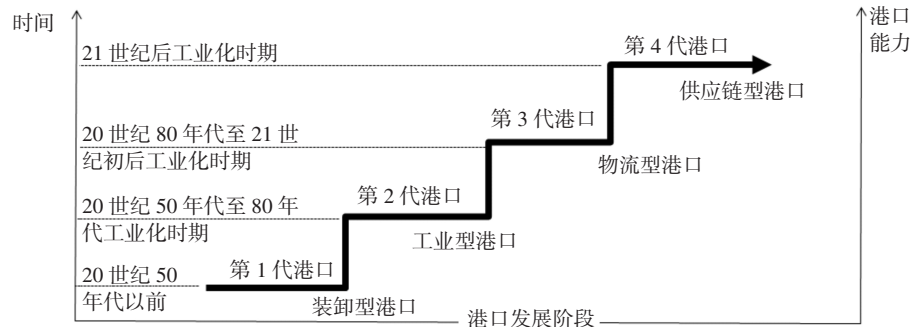 时间
港口
能力
21 世纪后工业化时期
第 4 代港口
供应链型港口
第 3 代港口
20 世纪 80 年代至 21 世
纪初后工业化时期
物流型港口
第 2 代港口
20 世纪 50 年代至 80 年
代工业化时期
工业型港口
第 1 代港口
20 世纪 50
年代以前
装卸型港口
港口发展阶段